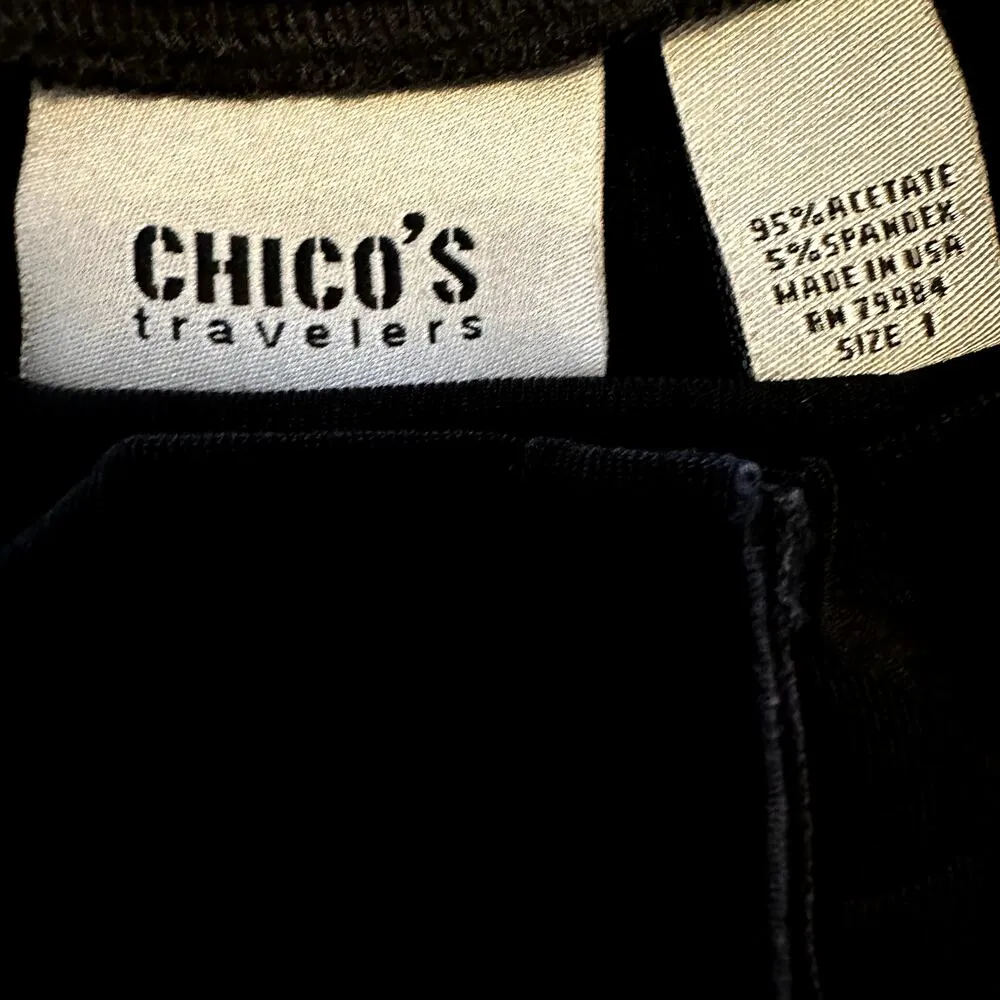 CHICO'S
travelers
95% ACETATE
5% SPANDEX
MADE IN USA
RN 79984
SIZE 1